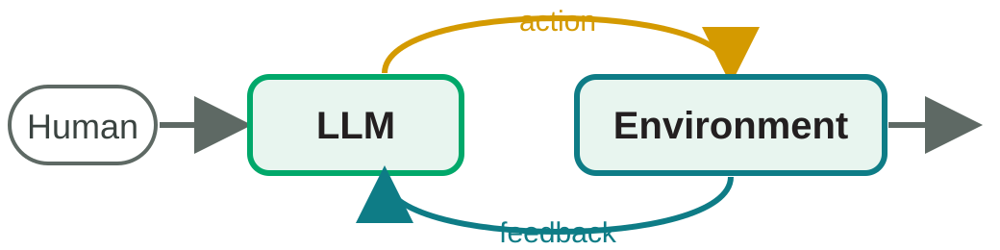 action
Human
LLM
Environment
feedback